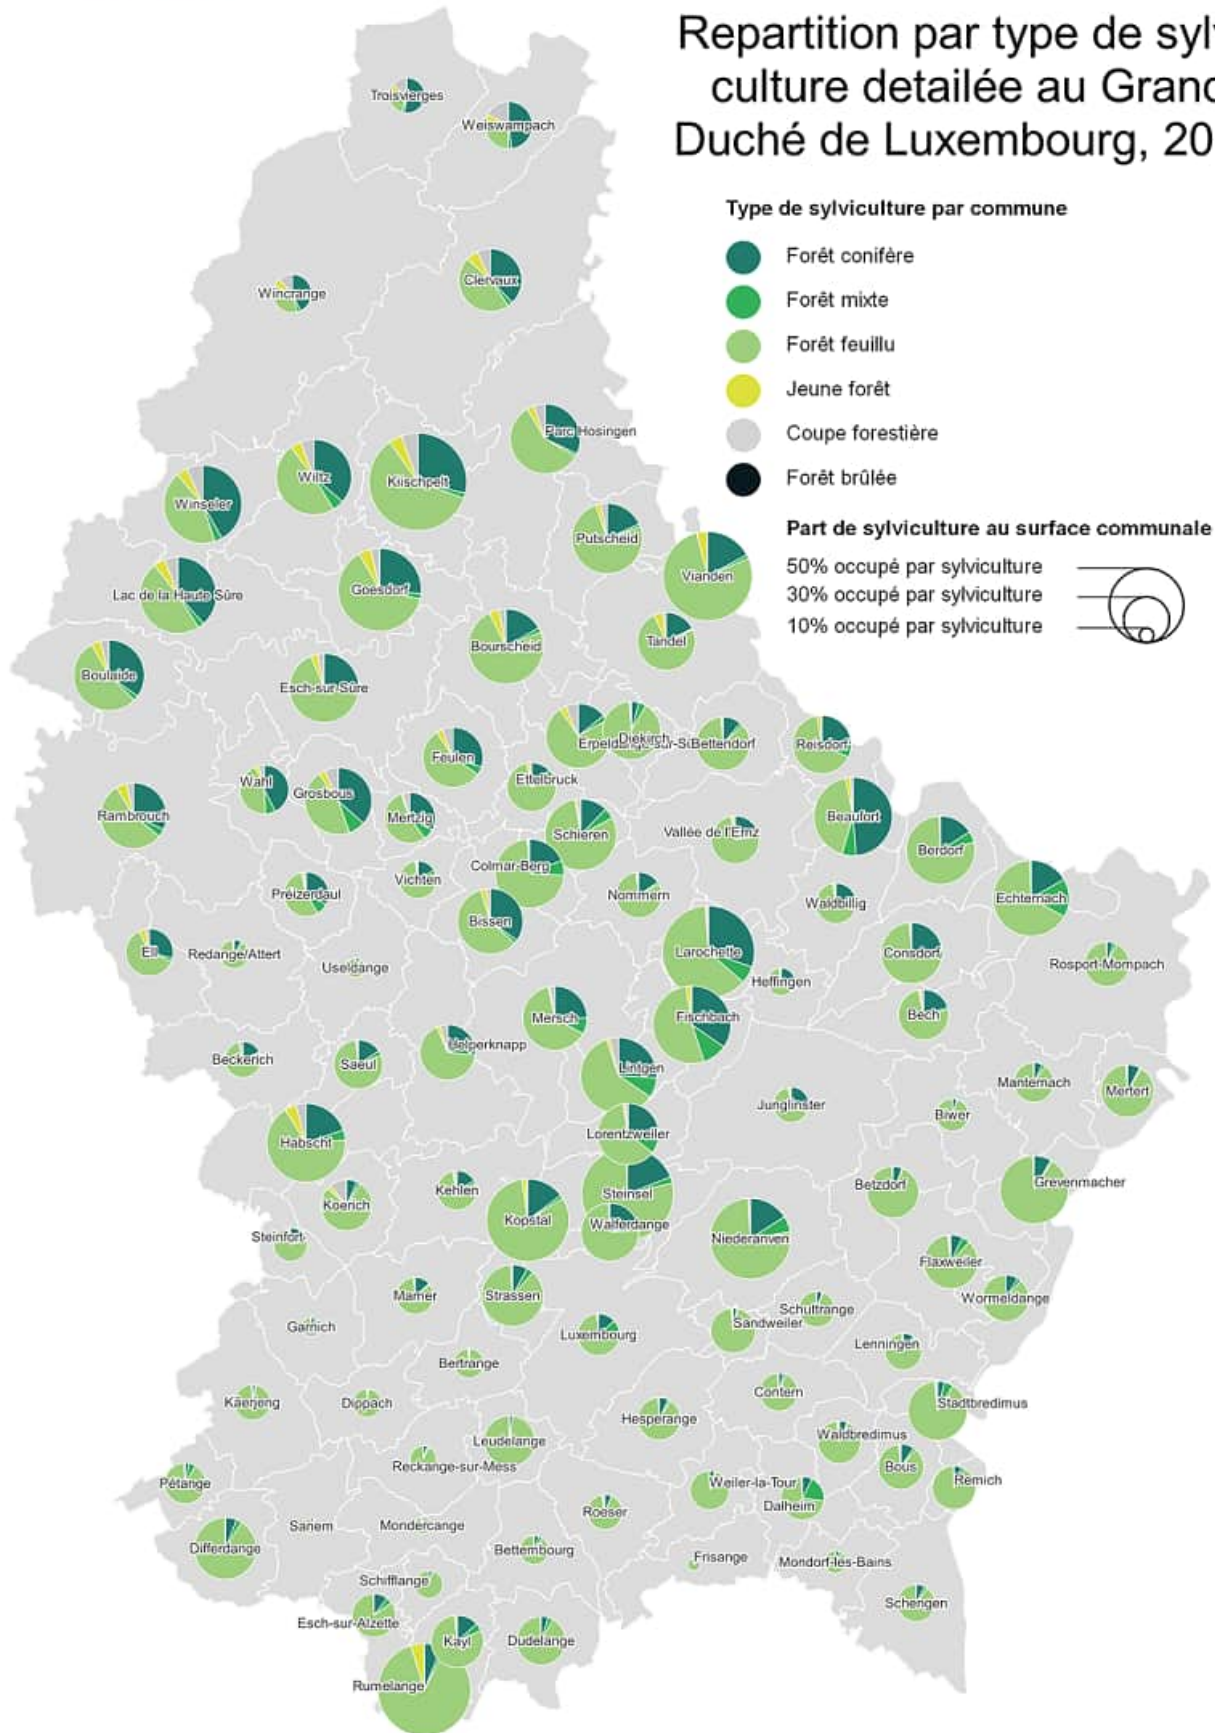 Repartition par type de sylv
culture detailée au Grand
Duché de Luxembourg, 20
Type de sylviculture par commune
Forêt conifère
Forêt mixte
Forêt feuillu
Jeune forêt
Coupe forestière
Forêt brûlée
Part de sylviculture au surface communale
50% occupé par sylviculture
30% occupé par sylviculture
10% occupé par sylviculture
Troisvierges
Weiswampach
Clervaux
Wincrange
Parc Hosingen
Wiltz
Kiischpelt
Winseler
Putscheid
Vianden
Goesdorf
Lac de la Haute Sûre
Tandel
Bourscheid
Boulaide
Esch-sur-Sûre
Diekirch
Bettendorf
Reisdorf
Feulen
Ettelbruck
Wahl
Grosbous
Rambrouch
Mertzig
Beaufort
Schieren
Vallée de l'Ernz
Berdorf
Colmar-Berg
Vichten
Preizerdaul
Nommern
Waldbillig
Echternach
Bissen
Ell
Redange/Attert
Larochette
Consdorf
Useldange
Rosport-Mompach
Heffingen
Mersch
Fischbach
Bech
Helperknapp
Beckerich
Saeul
Lintgen
Mertert
Manternach
Junglinster
Biwer
Lorentzweiler
Habscht
Kehlen
Steinsel
Betzdorf
Grevenmacher
Koerich
Kopstal
Walferdange
Niederanven
Steinfort
Flaxweiler
Mamer
Strassen
Wormeldange
Schuttrange
Sandweiler
Garnich
Luxembourg
Lenningen
Bertrange
Contern
Käerjeng
Dippach
Stadtbredimus
Hesperange
Waldbredimus
Leudelange
Reckange-sur-Mess
Bous
Remich
Pétange
Weiler-la-Tour
Dalheim
Roeser
Sanem
Mondercange
Differdange
Bettembourg
Frisange
Mondorf-les-Bains
Schifflange
Schengen
Esch-sur-Alzette
Kayl
Dudelange
Rumelange